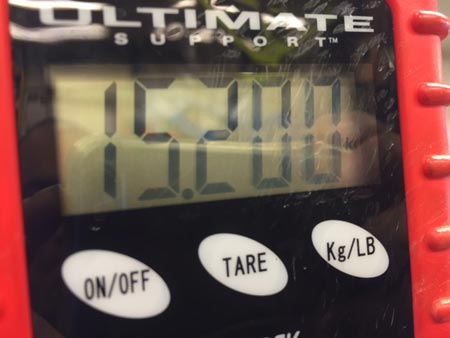 ULTIMATE
SUPPORT™
15.200
ON/OFF
TARE
Kg/LB